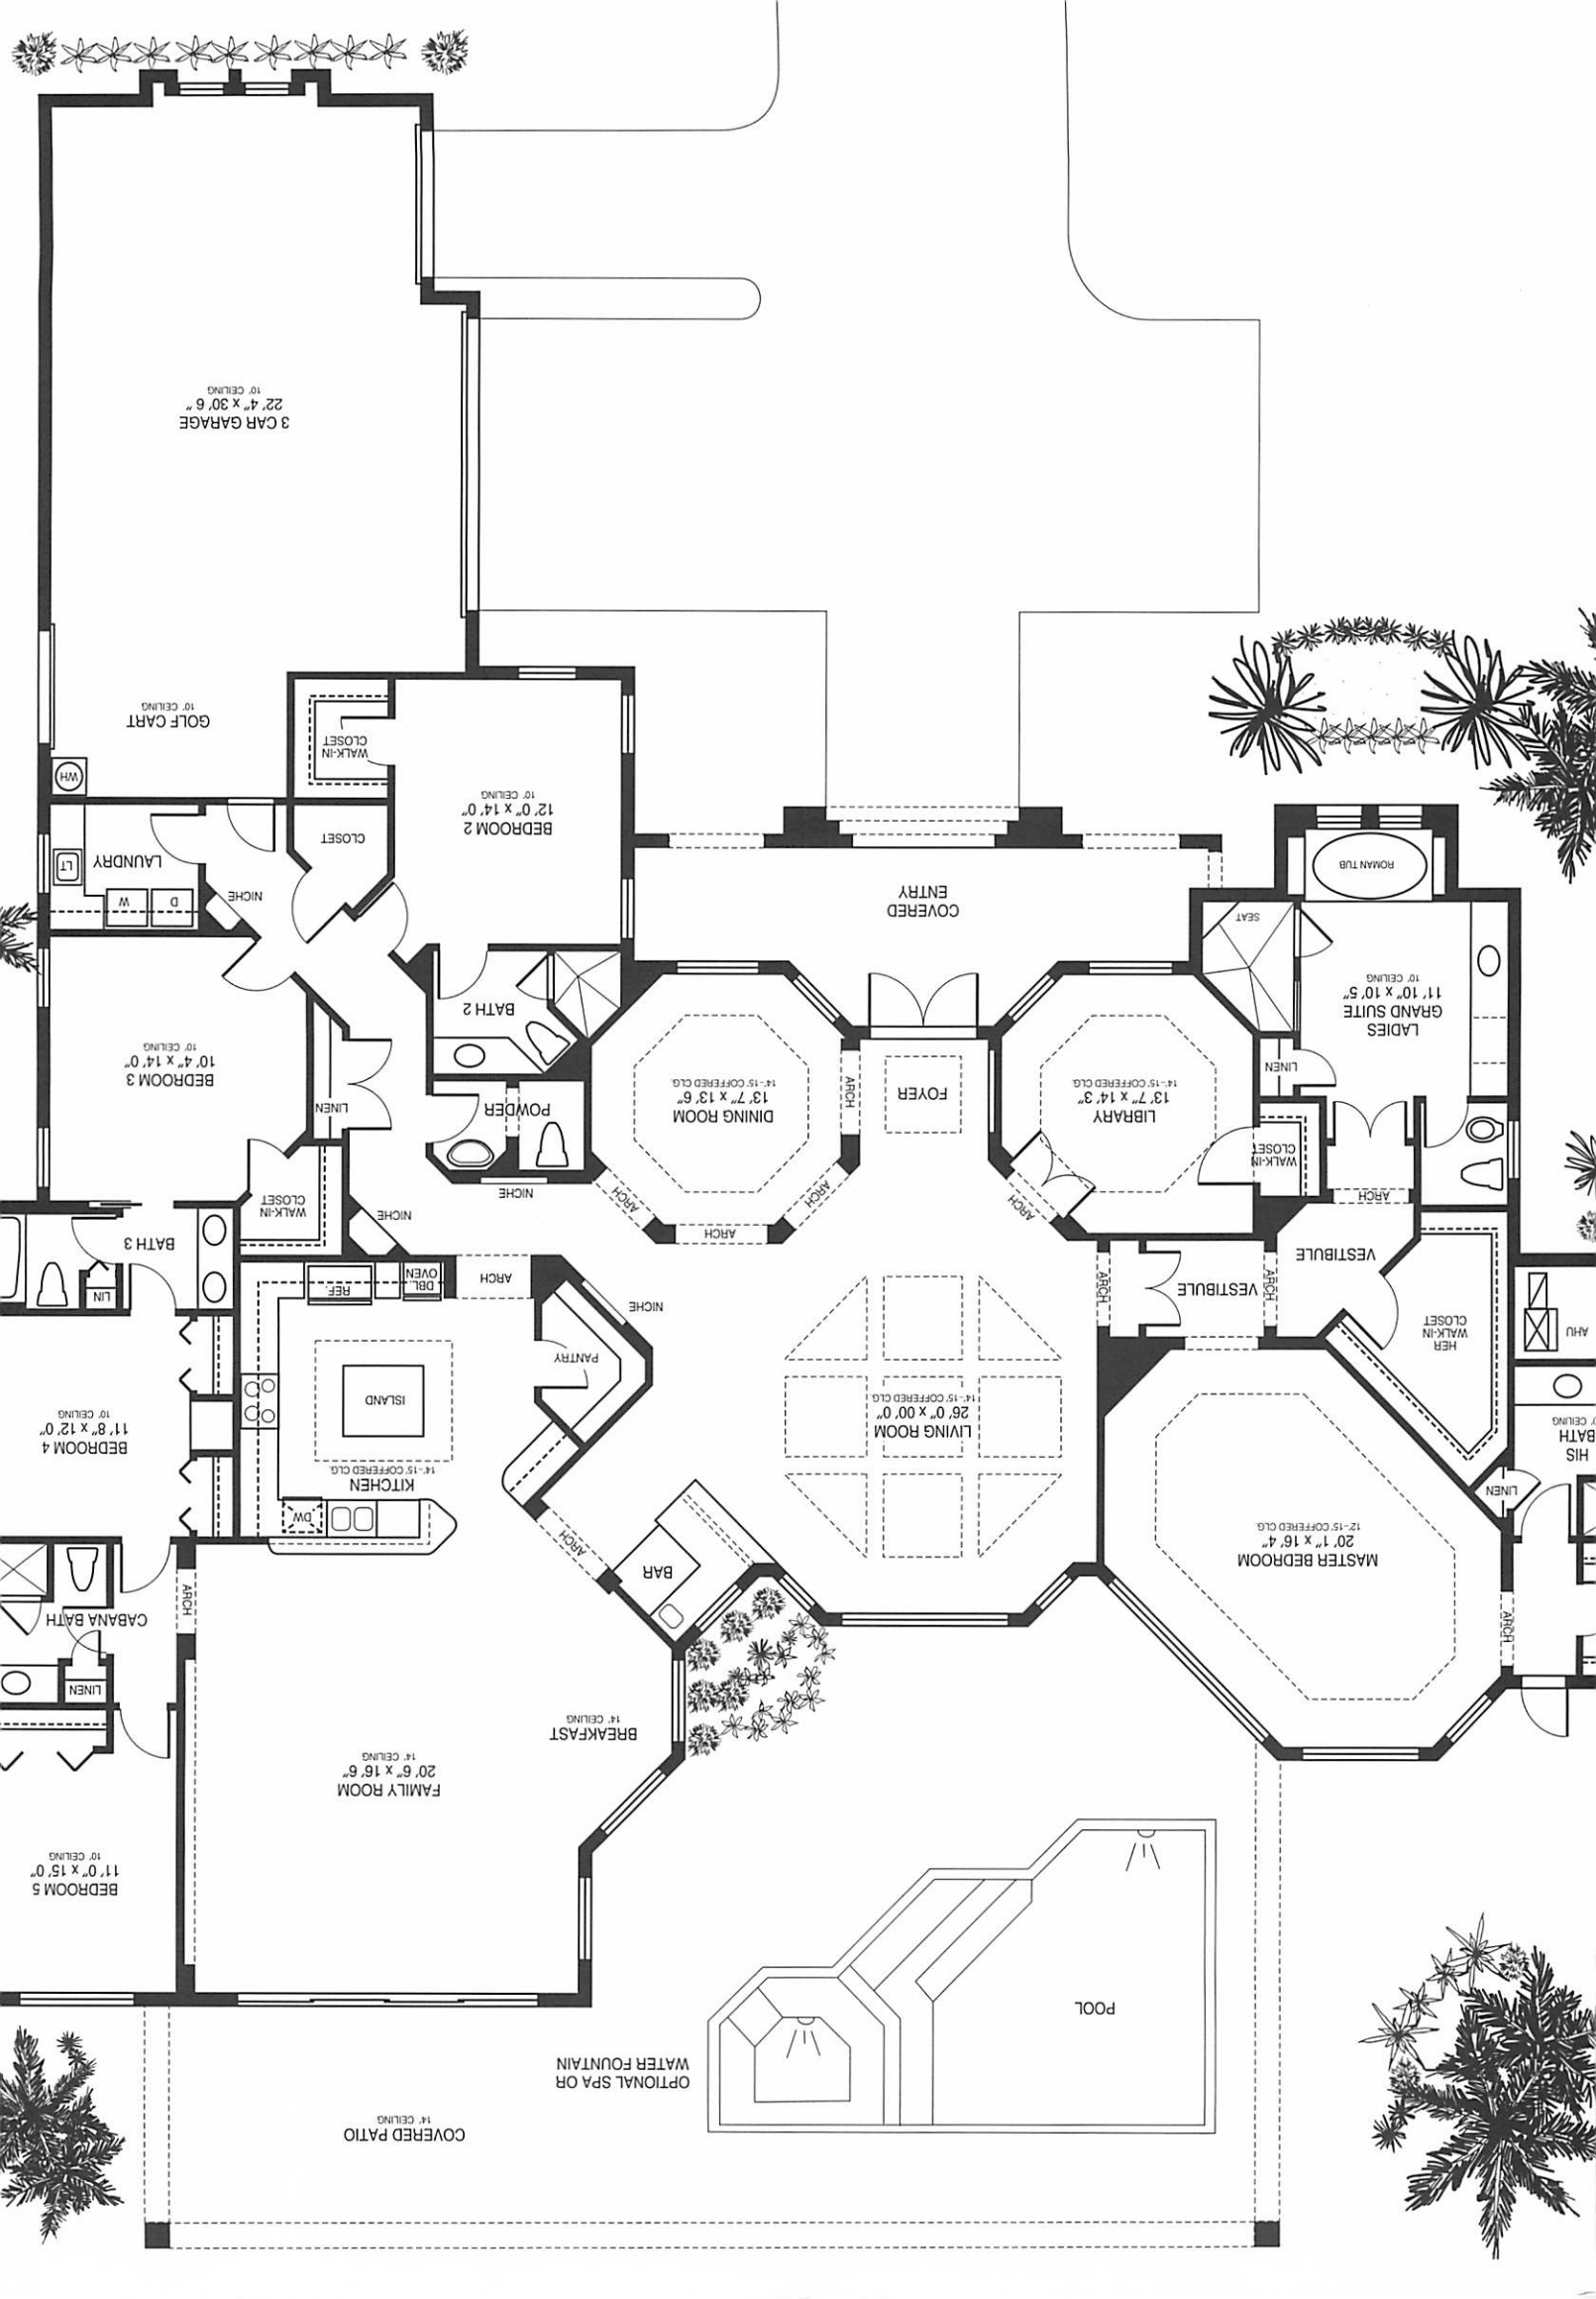 COVERED PATIO
14'. CEILING
OPTIONAL SPA OR
WATER FOUNTAIN
POOL
BEDROOM 5
11'. 0" x 15'. 0"
10'. CEILING
FAMILY ROOM
20'. 6" x 16'. 6"
14'. CEILING
BREAKFAST
14'. CEILING
LINEN
CABANA BATH
ARCH
ARCH
BAR
ARCH
MASTER BEDROOM
20'. 1" x 16'. 4"
12'-15'. COFFERED CLG.
LINEN
HIS
BATH
CEILING
DW
KITCHEN
14'.-15'. COFFERED CLG.
ISLAND
BEDROOM 4
11'. 8" x 12'. 0"
10'. CEILING
PANTRY
LIVING ROOM
26'. 0" x 00'. 0"
14'.-15'. COFFERED CLG.
HER
WALK-IN
CLOSET
AHU
NICHE
REF.
DBL.
OVEN
ARCH
LIN
BATH 3
ARCH
VESTIBULE
ARCH
VESTIBULE
ARCH
WALK-IN
CLOSET
NICHE
NICHE
ARCH
ARCH
ARCH
ARCH
WALK-IN
CLOSET
LINEN
POWDER
DINING ROOM
13'. 7" x 13'. 6"
14'.-15'. COFFERED CLG.
ARCH
FOYER
LIBRARY
13'. 7" x 14'. 3"
14'.-15'. COFFERED CLG.
LINEN
BEDROOM 3
10'. 4" x 14'. 0"
10'. CEILING
BATH 2
LADIES
GRAND SUITE
11'. 10" x 10'. 5"
10'. CEILING
SEAT
COVERED
ENTRY
W
D
NICHE
LAUNDRY
LT
CLOSET
ROMAN TUB
BEDROOM 2
12'. 0" x 14'. 0"
10'. CEILING
WH
WALK-IN
CLOSET
GOLF CART
10'. CEILING
3 CAR GARAGE
22'. 4" x 30'. 6"
10'. CEILING